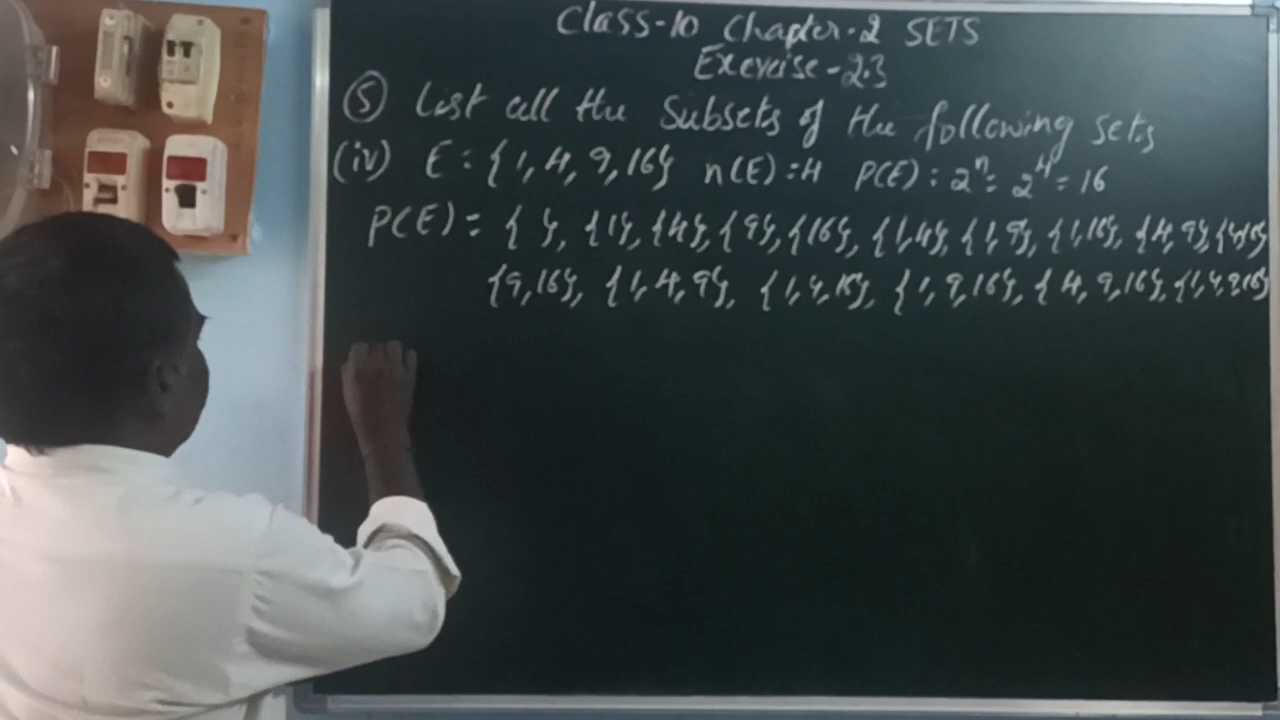 Class-10 Chapter-2 SETS
Exercise-2.3
(5) List all the Subsets of the following sets
(iv) E = {1, 4, 9, 16} n(E) = 4 P(E) = 2ⁿ = 2⁴ = 16
P(E) = { }, {1}, {4}, {9}, {16}, {1,4}, {1,9}, {1,16}, {4,9}, {4,16}
{9,16}, {1,4,9}, {1,4,16}, {1,9,16}, {4,9,16}, {1,4,9,16}